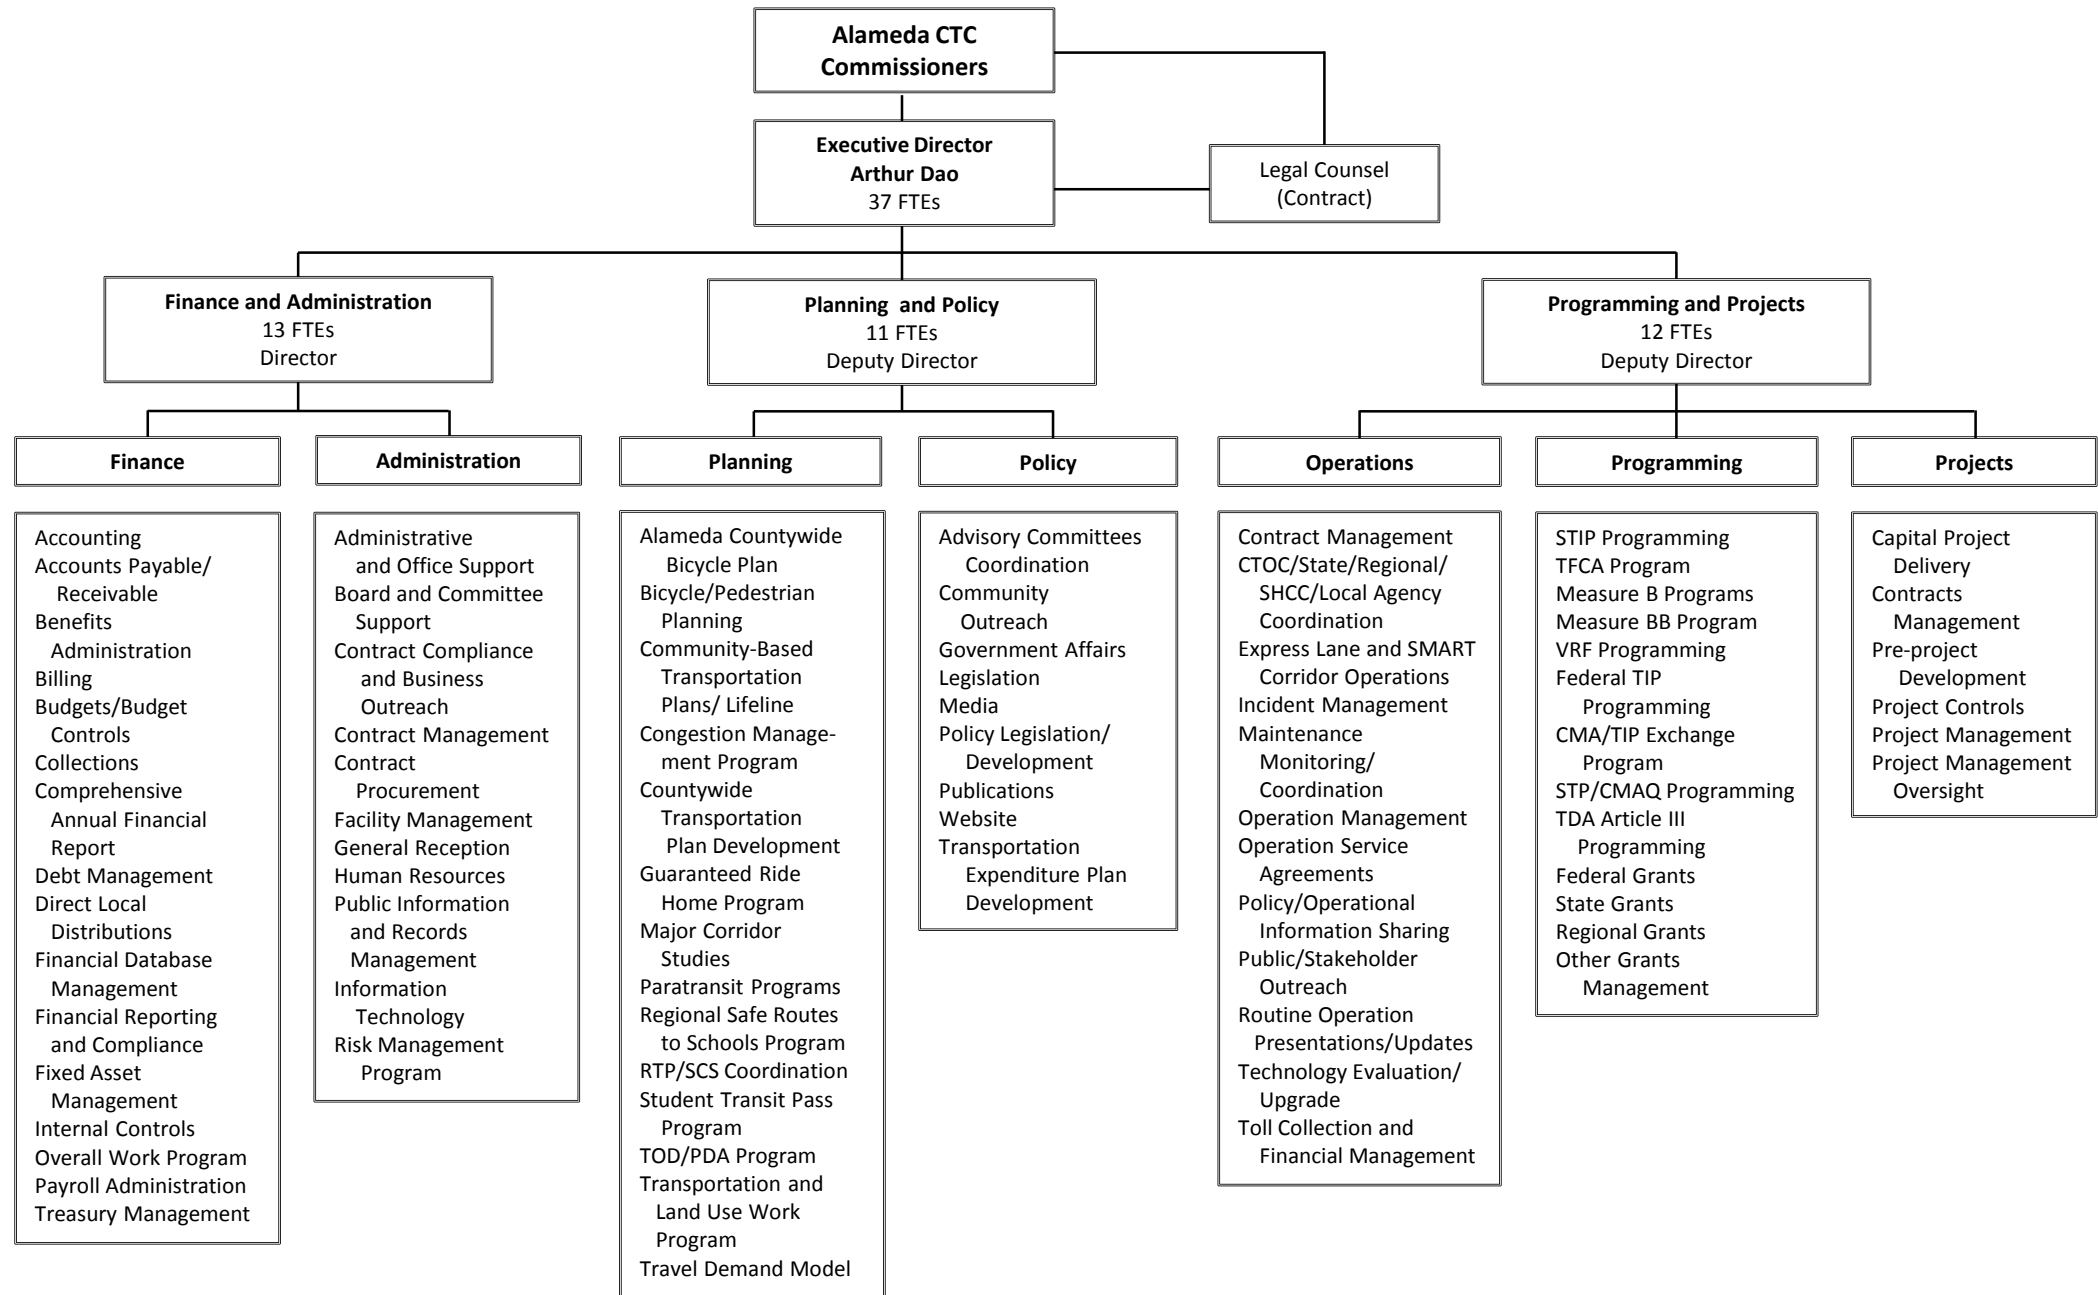 Alameda CTC
Commissioners
Executive Director
Arthur Dao
37 FTEs
Legal Counsel
(Contract)
Finance and Administration
13 FTEs
Director
Planning and Policy
11 FTEs
Deputy Director
Programming and Projects
12 FTEs
Deputy Director
Finance
Administration
Planning
Policy
Operations
Programming
Projects
Accounting
Accounts Payable/
Receivable
Benefits
Administration
Billing
Budgets/Budget
Controls
Collections
Comprehensive
Annual Financial
Report
Debt Management
Direct Local
Distributions
Financial Database
Management
Financial Reporting
and Compliance
Fixed Asset
Management
Internal Controls
Overall Work Program
Payroll Administration
Treasury Management
Administrative
and Office Support
Board and Committee
Support
Contract Compliance
and Business
Outreach
Contract Management
Contract
Procurement
Facility Management
General Reception
Human Resources
Public Information
and Records
Management
Information
Technology
Risk Management
Program
Alameda Countywide
Bicycle Plan
Bicycle/Pedestrian
Planning
Community-Based
Transportation
Plans/ Lifeline
Congestion Manage-
ment Program
Countywide
Transportation
Plan Development
Guaranteed Ride
Home Program
Major Corridor
Studies
Paratransit Programs
Regional Safe Routes
to Schools Program
RTP/SCS Coordination
Student Transit Pass
Program
TOD/PDA Program
Transportation and
Land Use Work
Program
Travel Demand Model
Advisory Committees
Coordination
Community
Outreach
Government Affairs
Legislation
Media
Policy Legislation/
Development
Publications
Website
Transportation
Expenditure Plan
Development
Contract Management
CTOC/State/Regional/
SHCC/Local Agency
Coordination
Express Lane and SMART
Corridor Operations
Incident Management
Maintenance
Monitoring/
Coordination
Operation Management
Operation Service
Agreements
Policy/Operational
Information Sharing
Public/Stakeholder
Outreach
Routine Operation
Presentations/Updates
Technology Evaluation/
Upgrade
Toll Collection and
Financial Management
STIP Programming
TFCA Program
Measure B Programs
Measure BB Program
VRF Programming
Federal TIP
Programming
CMA/TIP Exchange
Program
STP/CMAQ Programming
TDA Article III
Programming
Federal Grants
State Grants
Regional Grants
Other Grants
Management
Capital Project
Delivery
Contracts
Management
Pre-project
Development
Project Controls
Project Management
Project Management
Oversight